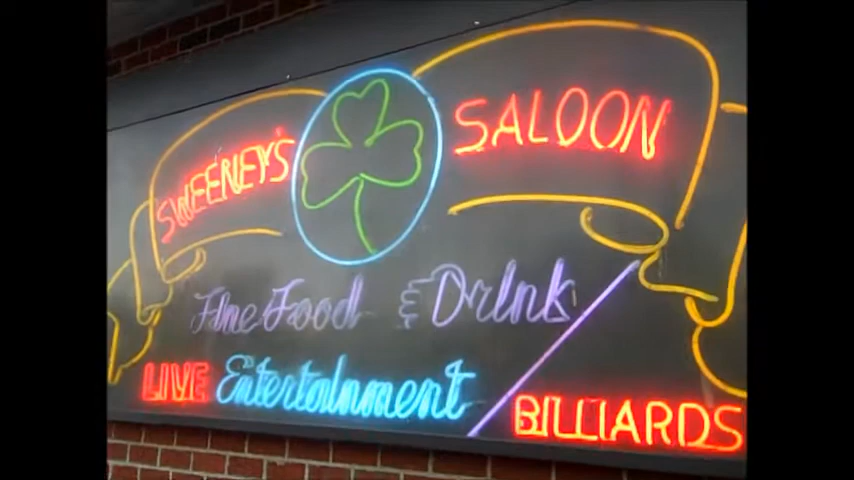 SWEENEY'S SALOON
Fine Food & Drink
LIVE Entertainment / BILLIARDS